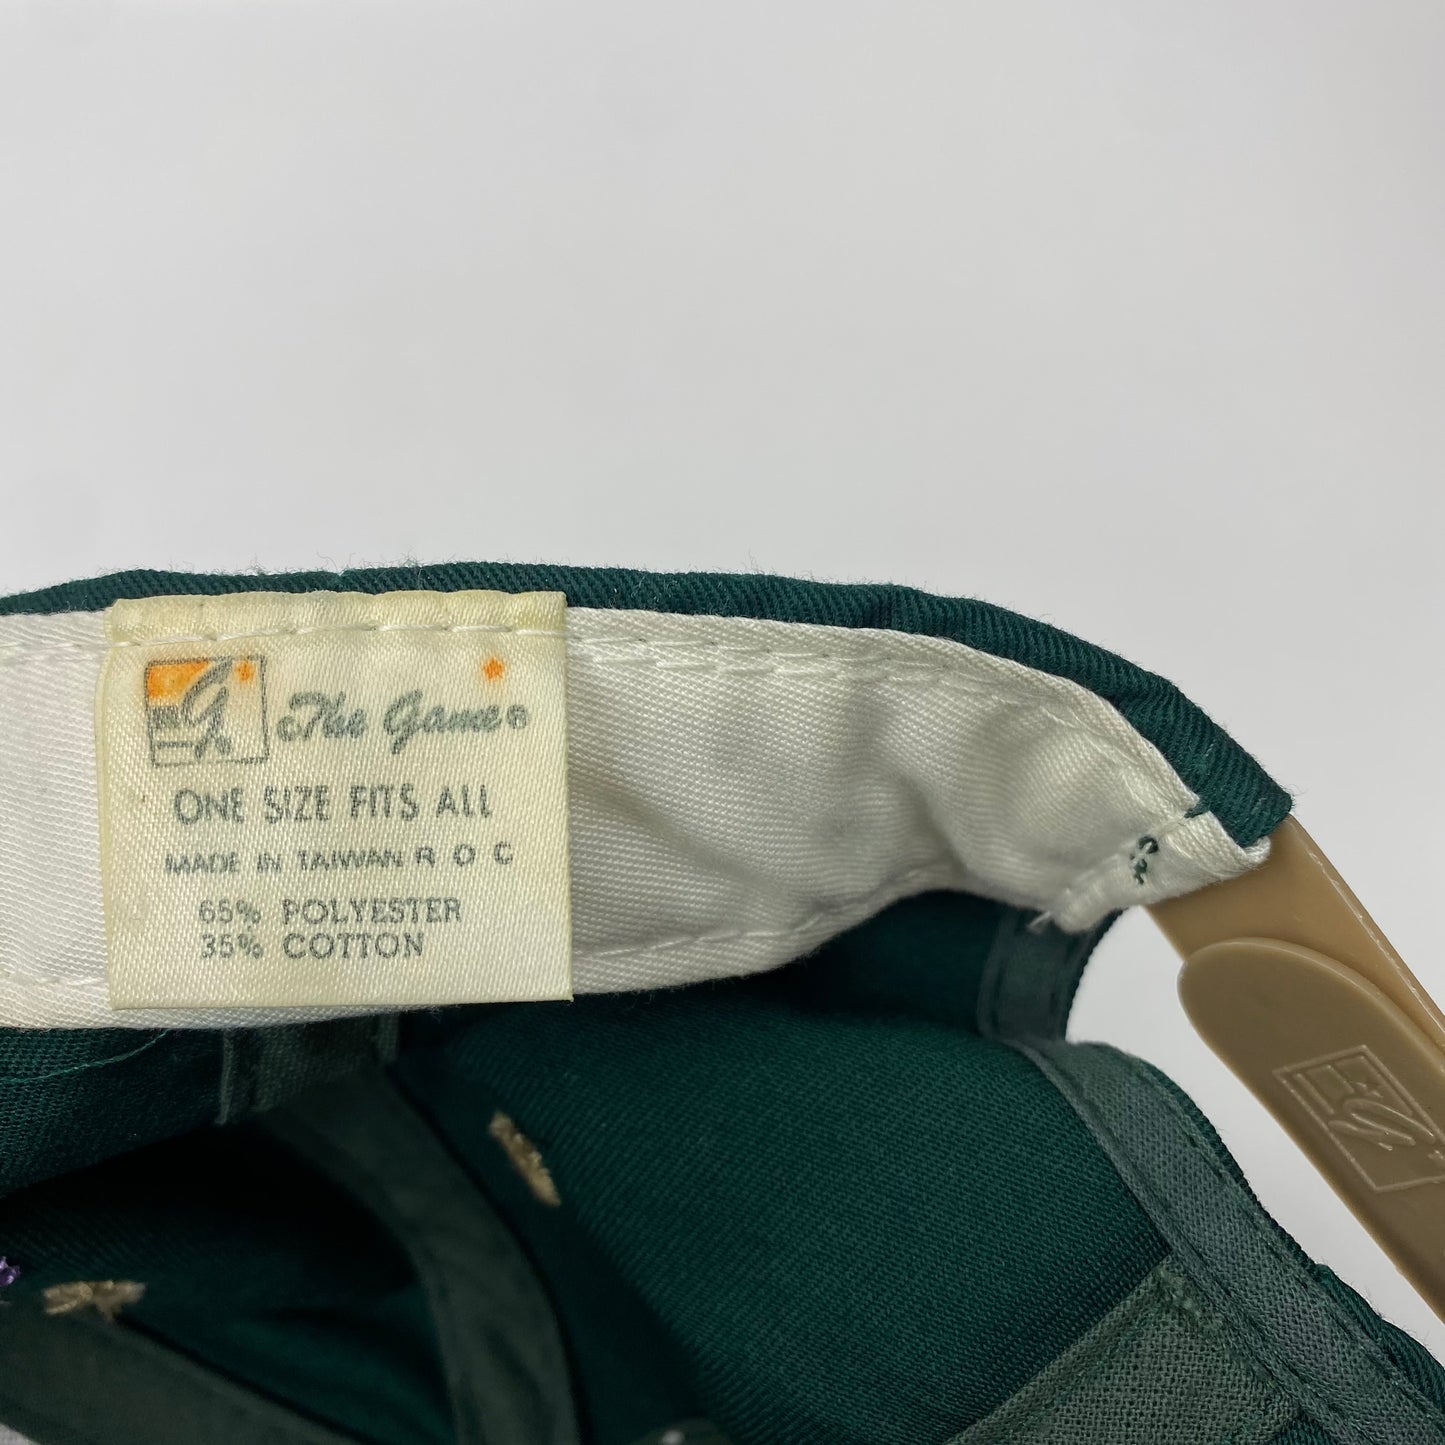 ©The Game®
ONE SIZE FITS ALL
MADE IN TAIWAN R O C
65% POLYESTER
35% COTTON